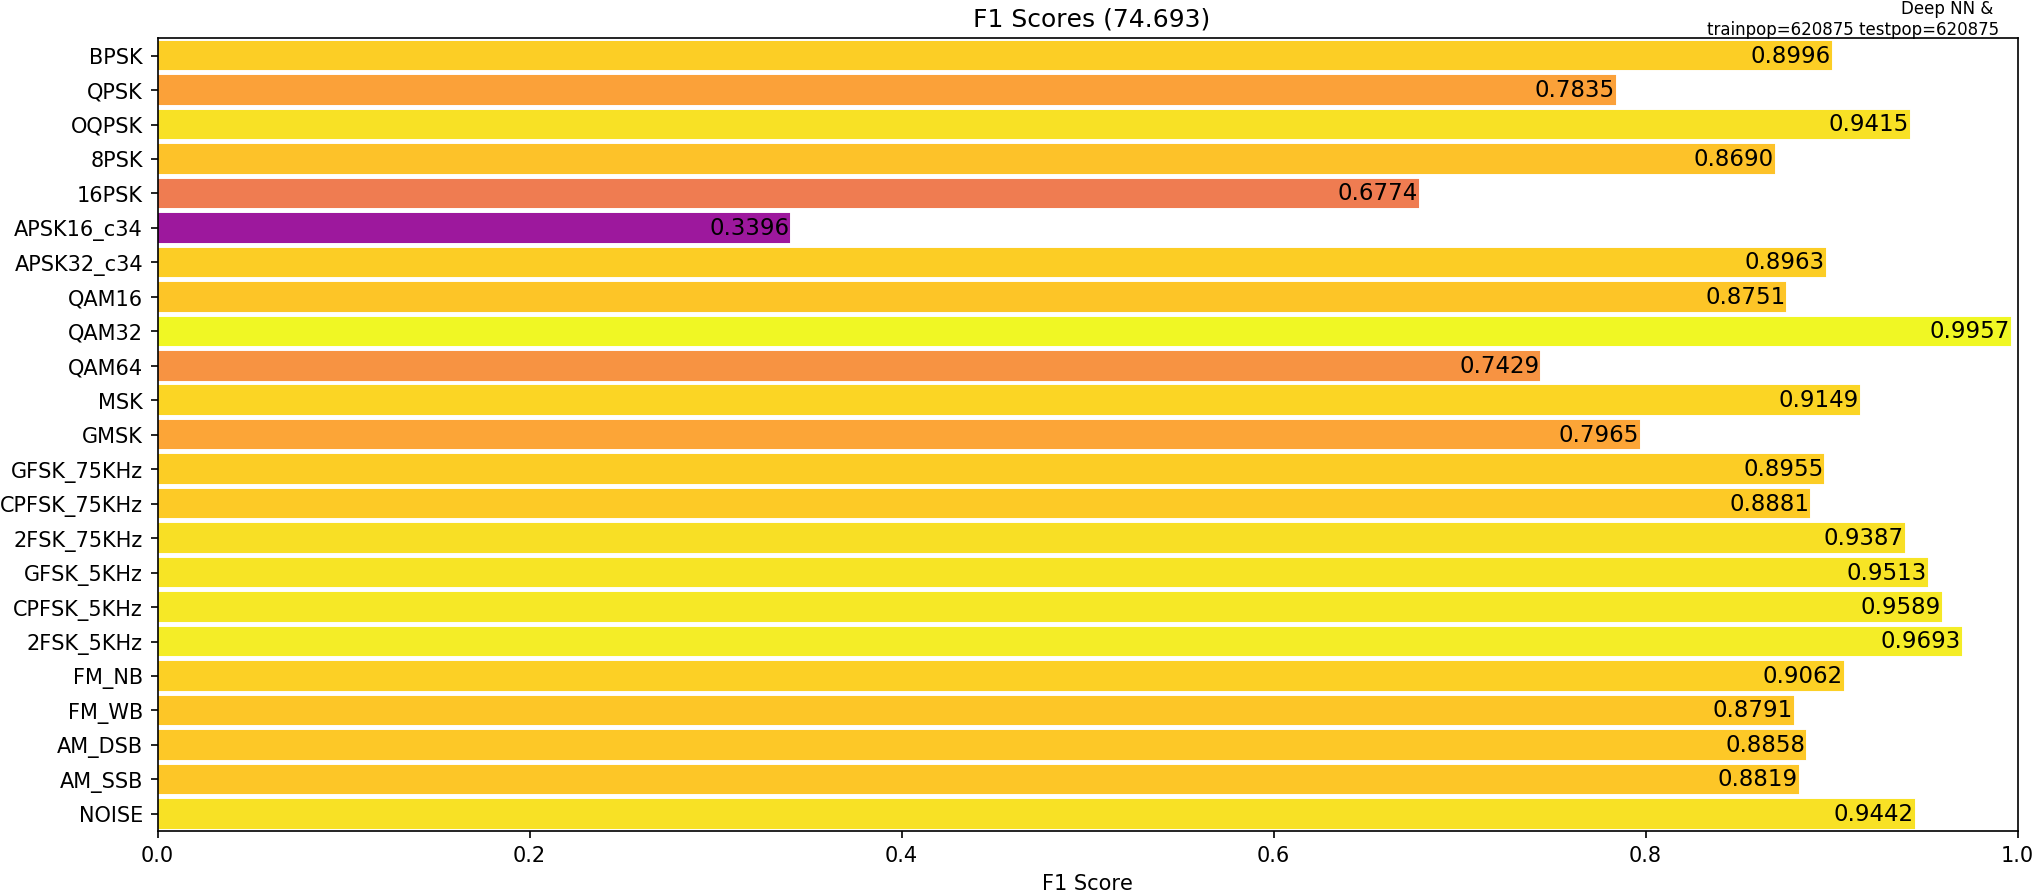 F1 Scores (74.693)
Deep NN &
trainpop=620875 testpop=620875
BPSK 0.8996
QPSK 0.7835
OQPSK 0.9415
8PSK 0.8690
16PSK 0.6774
APSK16_c34 0.3396
APSK32_c34 0.8963
QAM16 0.8751
QAM32 0.9957
QAM64 0.7429
MSK 0.9149
GMSK 0.7965
GFSK_75KHz 0.8955
CPFSK_75KHz 0.8881
2FSK_75KHz 0.9387
GFSK_5KHz 0.9513
CPFSK_5KHz 0.9589
2FSK_5KHz 0.9693
FM_NB 0.9062
FM_WB 0.8791
AM_DSB 0.8858
AM_SSB 0.8819
NOISE 0.9442
0.0 0.2 0.4 0.6 0.8 1.0
F1 Score